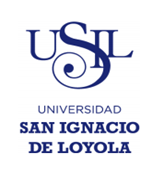 USIL
UNIVERSIDAD
SAN IGNACIO
DE LOYOLA